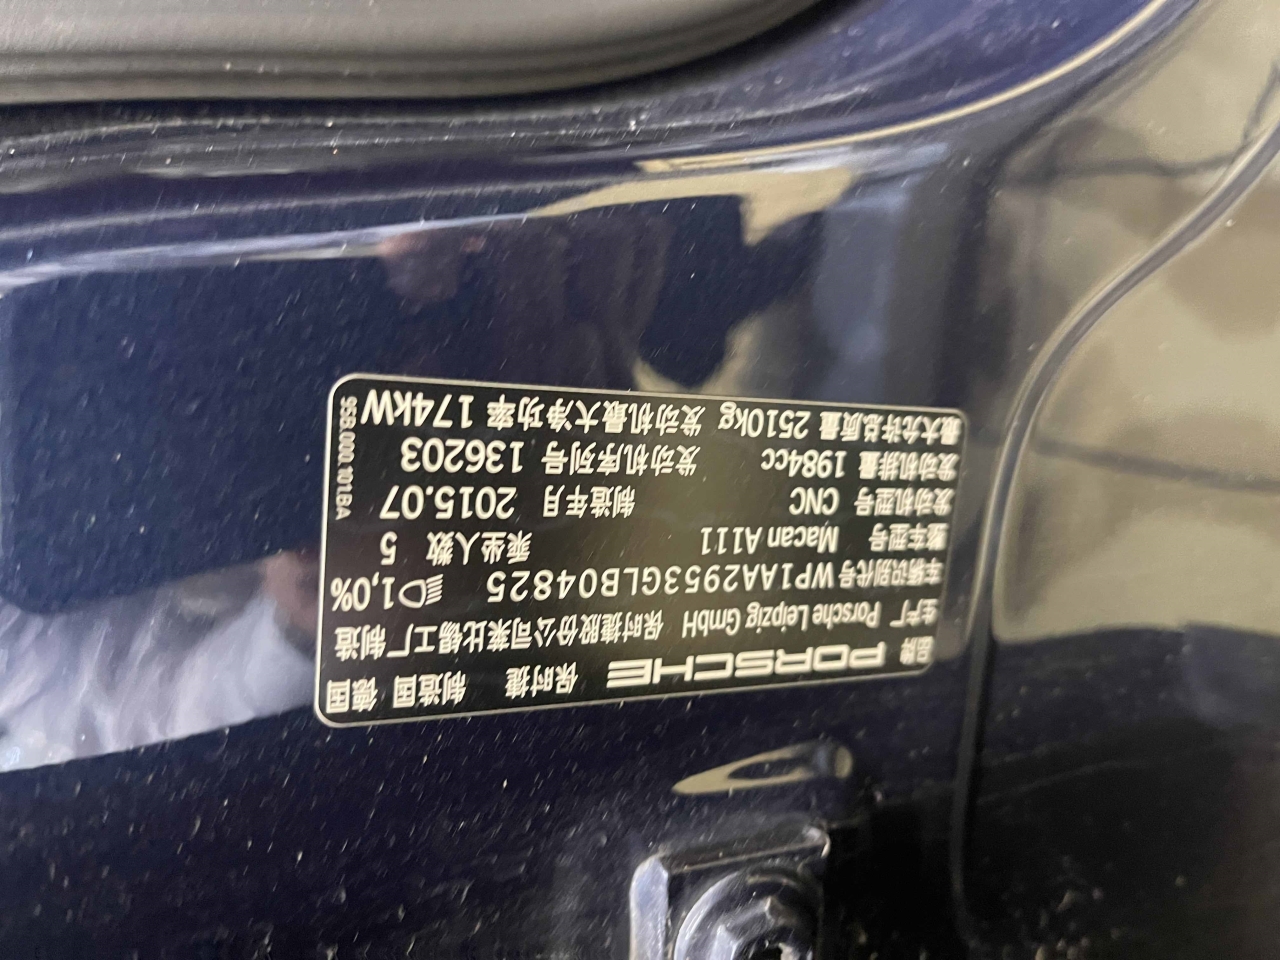 品牌 PORSCHE 保时捷 制造国 德国
生产厂 Porsche Leipzig GmbH 保时捷股份公司莱比锡工厂制造
车辆识别代号 WP1AA2953GLB04825 1,0%
整车型号 Macan A111 乘坐人数 5
发动机型号 CNC 制造年月 2015.07
发动机排量 1984cc 发动机序列号 136203
最大允许总质量 2510kg 发动机最大净功率 174kW
95B.000.101.BA